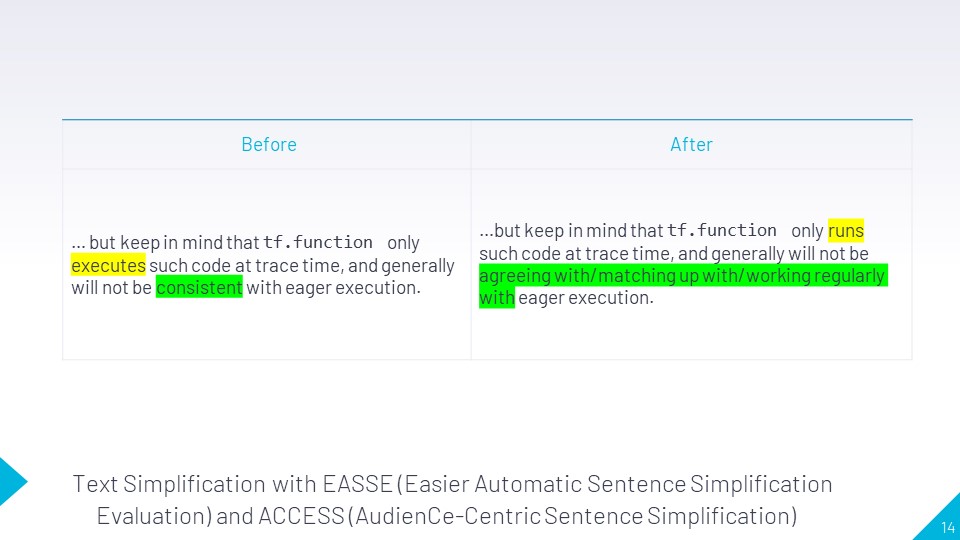 Before
After
... but keep in mind that tf.function only
executes such code at trace time, and generally
will not be consistent with eager execution.
...but keep in mind that tf.function only runs
such code at trace time, and generally will not be
agreeing with/matching up with/working regularly
with eager execution.
Text Simplification with EASSE (Easier Automatic Sentence Simplification
Evaluation) and ACCESS (AudienCe-Centric Sentence Simplification)
14